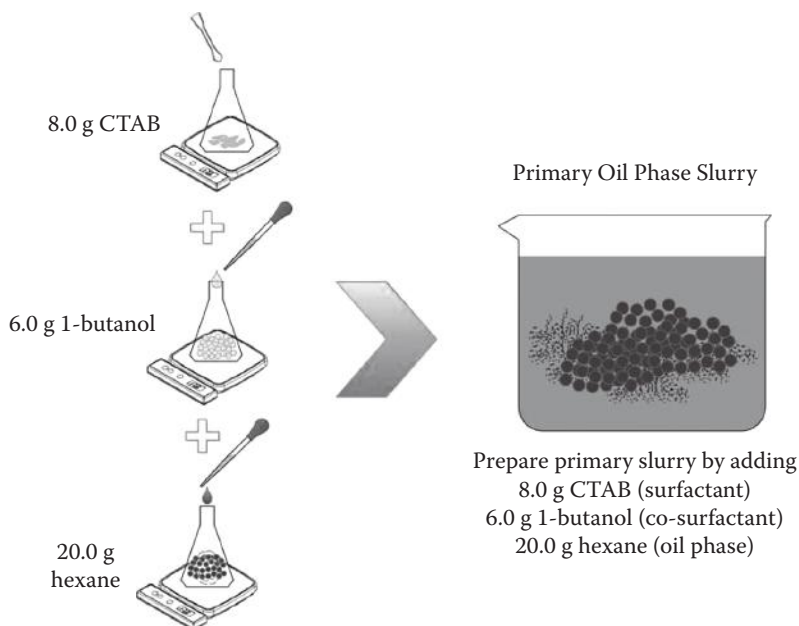 8.0 g CTAB
6.0 g 1-butanol
20.0 g
hexane
Primary Oil Phase Slurry
Prepare primary slurry by adding
8.0 g CTAB (surfactant)
6.0 g 1-butanol (co-surfactant)
20.0 g hexane (oil phase)